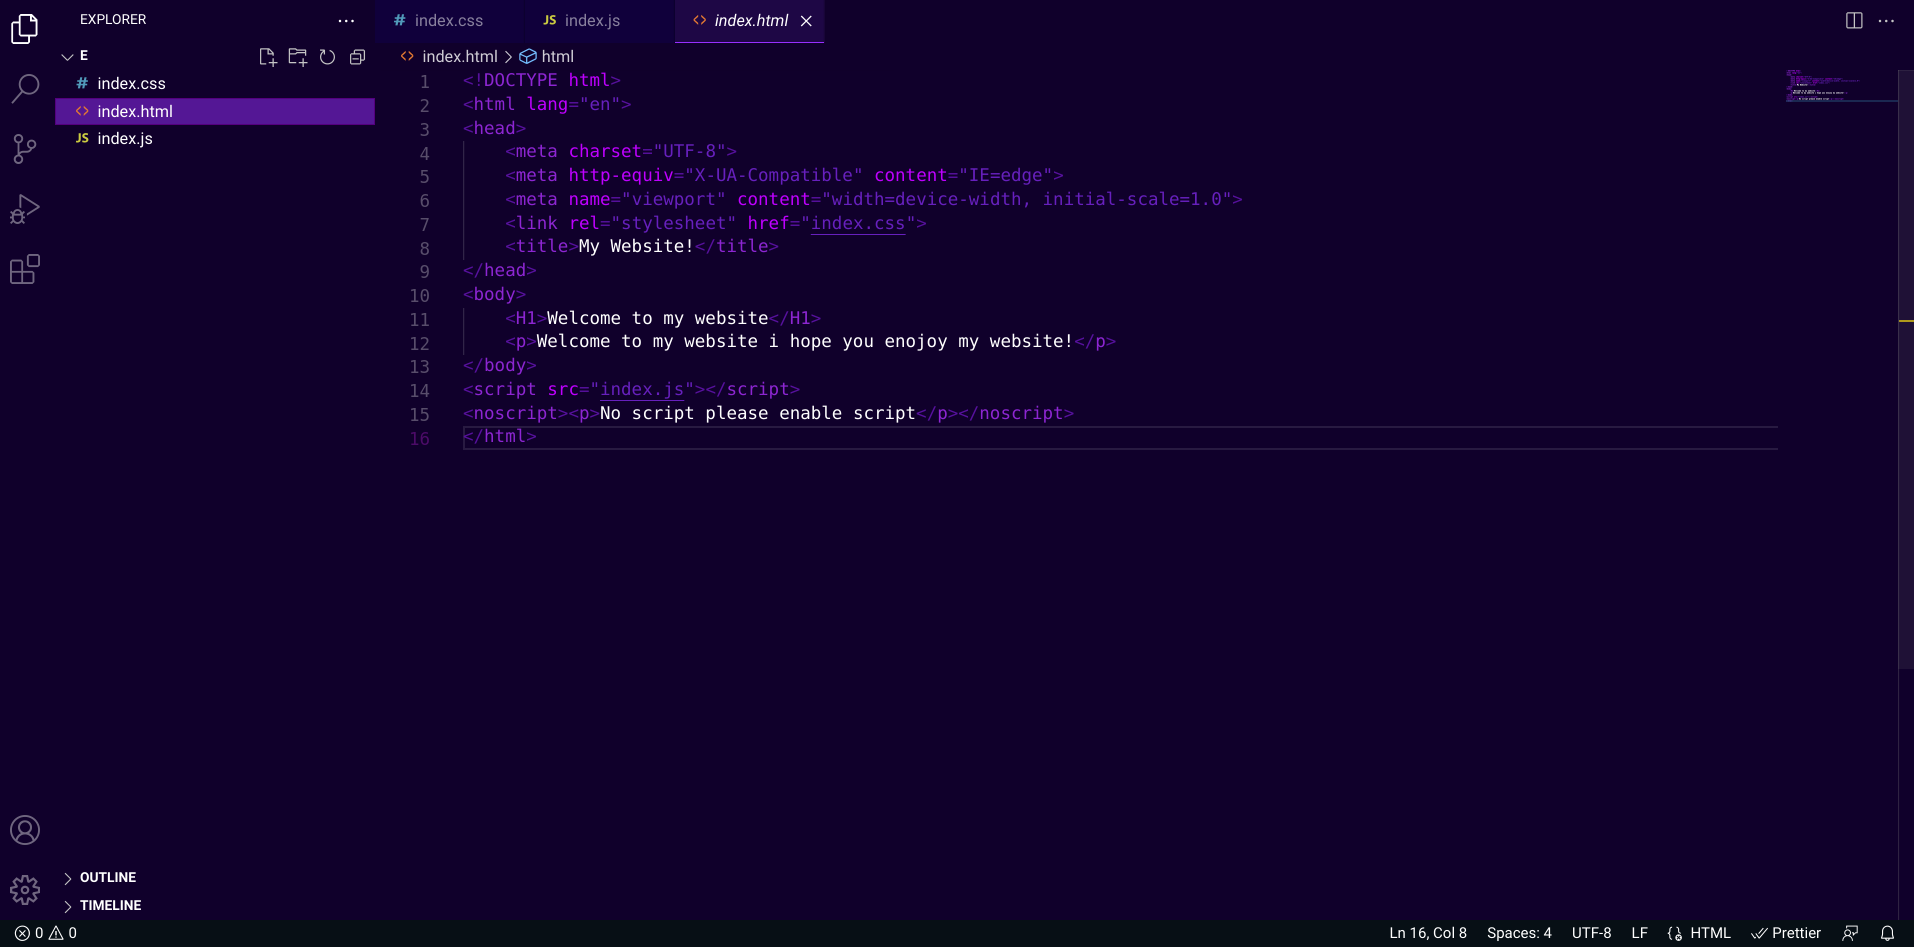 EXPLORER
E
index.css
index.html
JS index.js
# index.css
JS index.js
<> index.html
<> index.html > html
1 <!DOCTYPE html>
2 <html lang="en">
3 <head>
4 <meta charset="UTF-8">
5 <meta http-equiv="X-UA-Compatible" content="IE=edge">
6 <meta name="viewport" content="width=device-width, initial-scale=1.0">
7 <link rel="stylesheet" href="index.css">
8 <title>My Website!</title>
9 </head>
10 <body>
11 <H1>Welcome to my website</H1>
12 <p>Welcome to my website i hope you enojoy my website!</p>
13 </body>
14 <script src="index.js"></script>
15 <noscript><p>No script please enable script</p></noscript>
16 </html>
OUTLINE
TIMELINE
0 0
Ln 16, Col 8 Spaces: 4 UTF-8 LF HTML Prettier